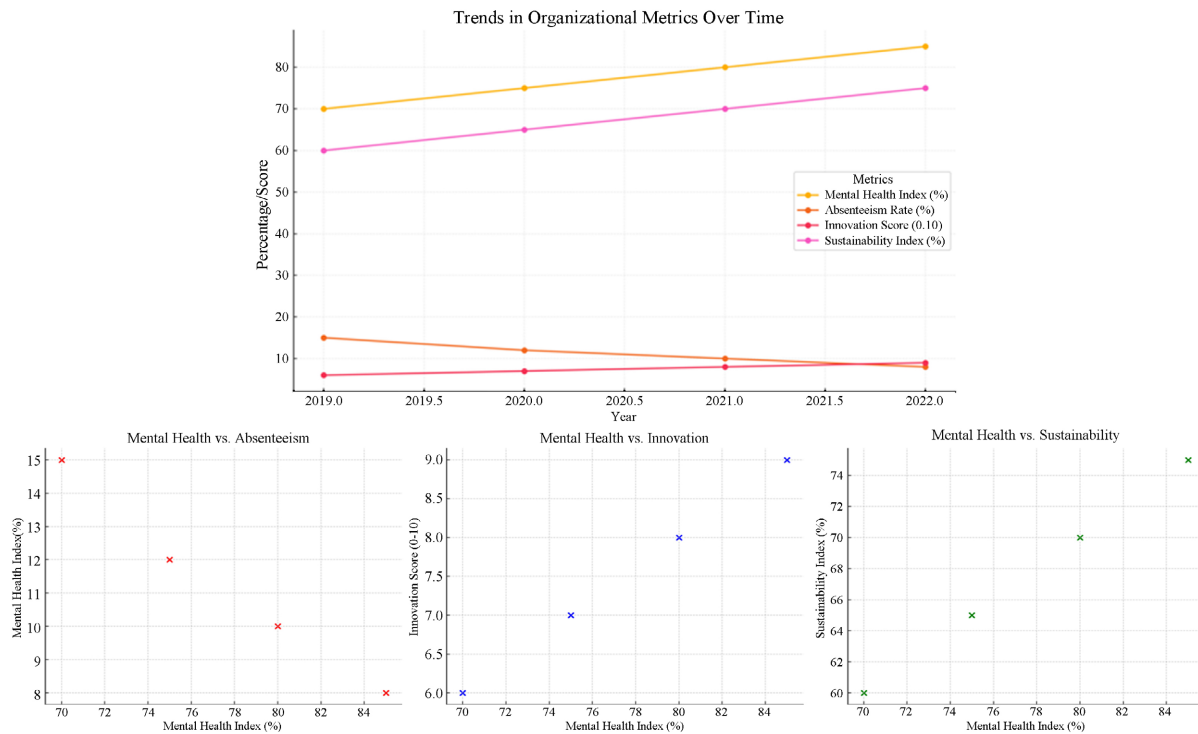 Trends in Organizational Metrics Over Time
Percentage/Score
80
70
60
50
40
30
20
10
Metrics
Mental Health Index (%)
Absenteeism Rate (%)
Innovation Score (0.10)
Sustainability Index (%)
2019.0 2019.5 2020.0 2020.5 2021.0 2021.5 2022.0
Year
Mental Health vs. Absenteeism
Mental Health Index(%)
15
14
13
12
11
10
9
8
70 72 74 76 78 80 82 84
Mental Health Index (%)
Mental Health vs. Innovation
Innovation Score (0-10)
9.0
8.5
8.0
7.5
7.0
6.5
6.0
70 72 74 76 78 80 82 84
Mental Health Index (%)
Mental Health vs. Sustainability
Sustainability Index (%)
74
72
70
68
66
64
62
60
70 72 74 76 78 80 82 84
Mental Health Index (%)